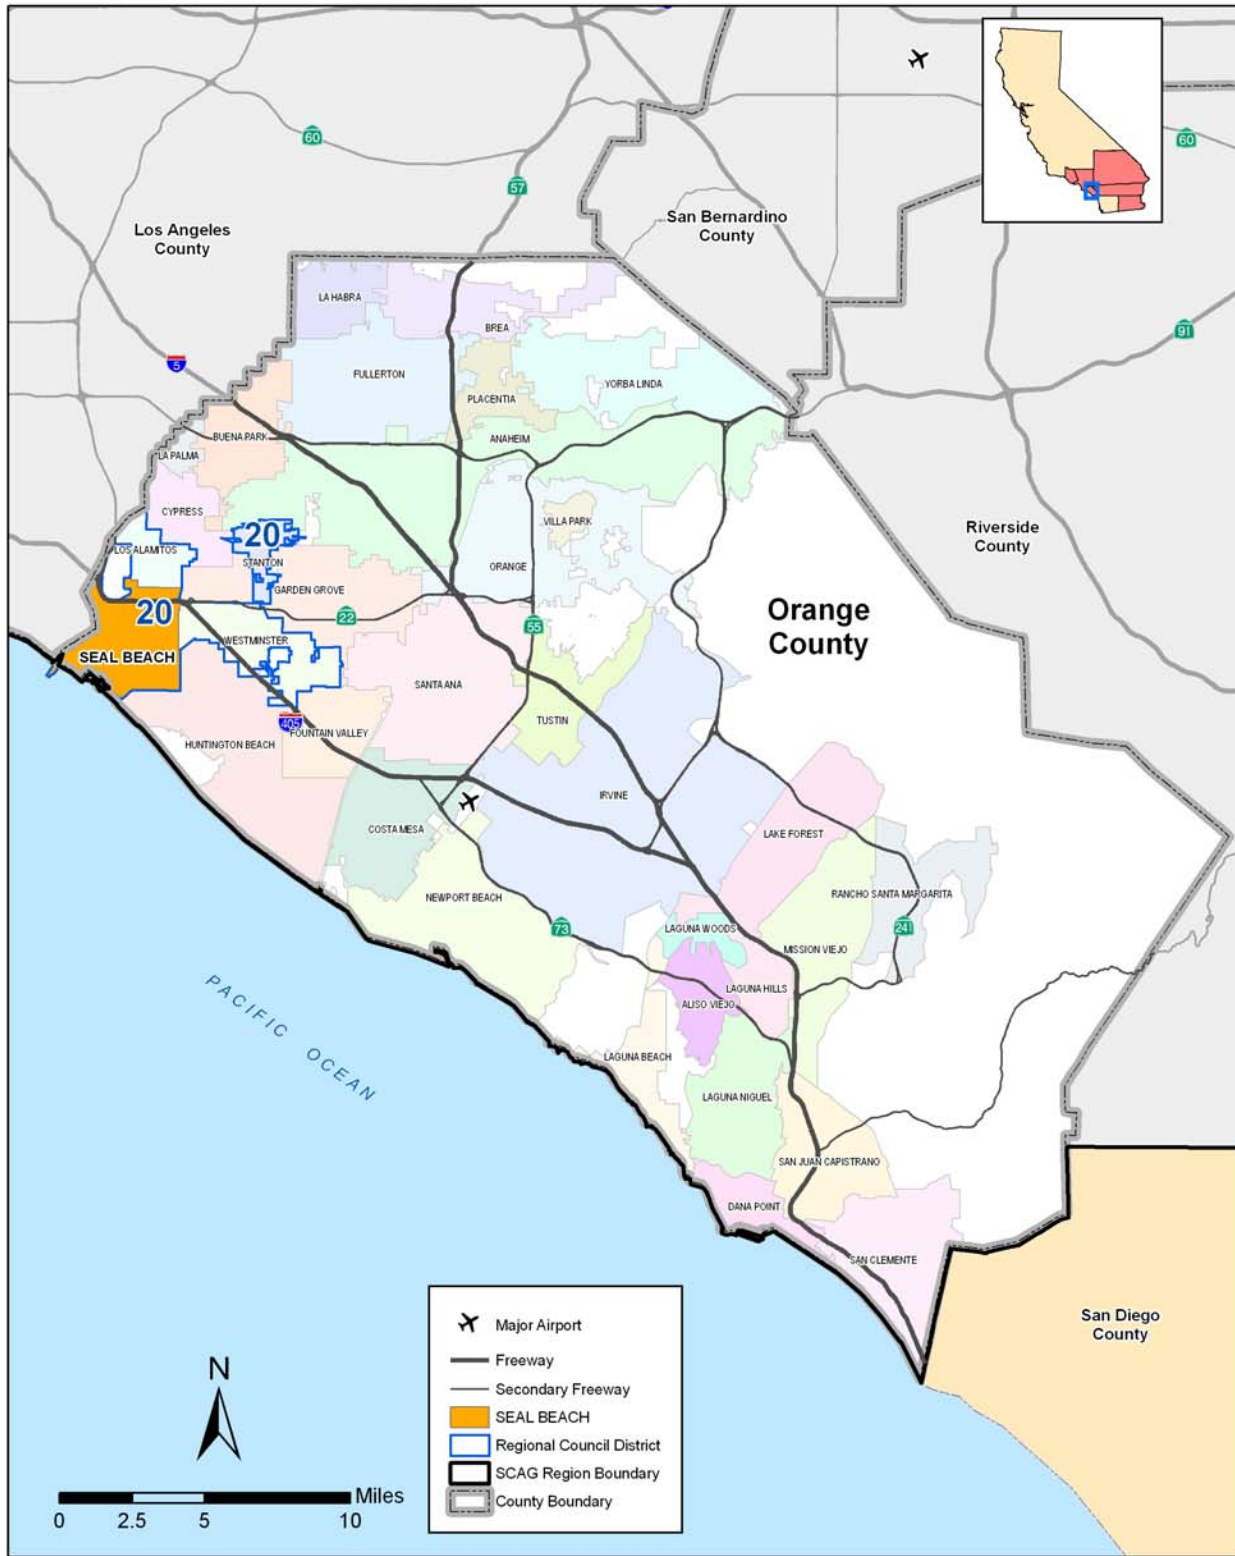 60
60
57
Los Angeles
County
San Bernardino
County
LA HABRA
BREA
91
5
FULLERTON
YORBA LINDA
PLACENTIA
BUENA PARK
ANAHEIM
LA PALMA
CYPRESS
VILLA PARK
Riverside
County
20
LOS ALAMITOS
STANTON
ORANGE
GARDEN GROVE
20
22
55
Orange
County
WESTMINSTER
SEAL BEACH
SANTA ANA
TUSTIN
405
FOUNTAIN VALLEY
HUNTINGTON BEACH
IRVINE
COSTA MESA
LAKE FOREST
NEWPORT BEACH
RANCHO SANTA MARGARITA
73
LAGUNA WOODS
241
MISSION VIEJO
LAGUNA HILLS
ALISO VIEJO
PACIFIC OCEAN
LAGUNA BEACH
LAGUNA NIGUEL
SAN JUAN CAPISTRANO
DANA POINT
SAN CLEMENTE
San Diego
County
Major Airport
Freeway
Secondary Freeway
SEAL BEACH
Regional Council District
SCAG Region Boundary
County Boundary
N
Miles
0 2.5 5 10